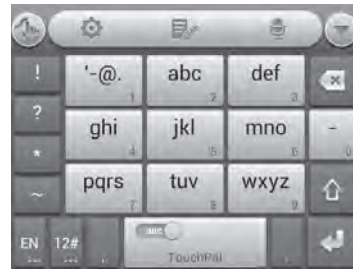 !
'-@. 1
abc 2
def 3
?
ghi 4
jkl 5
mno 6
- 0
*
~
pqrs 7
tuv 8
wxyz 9
EN
12#
abc
TouchPal